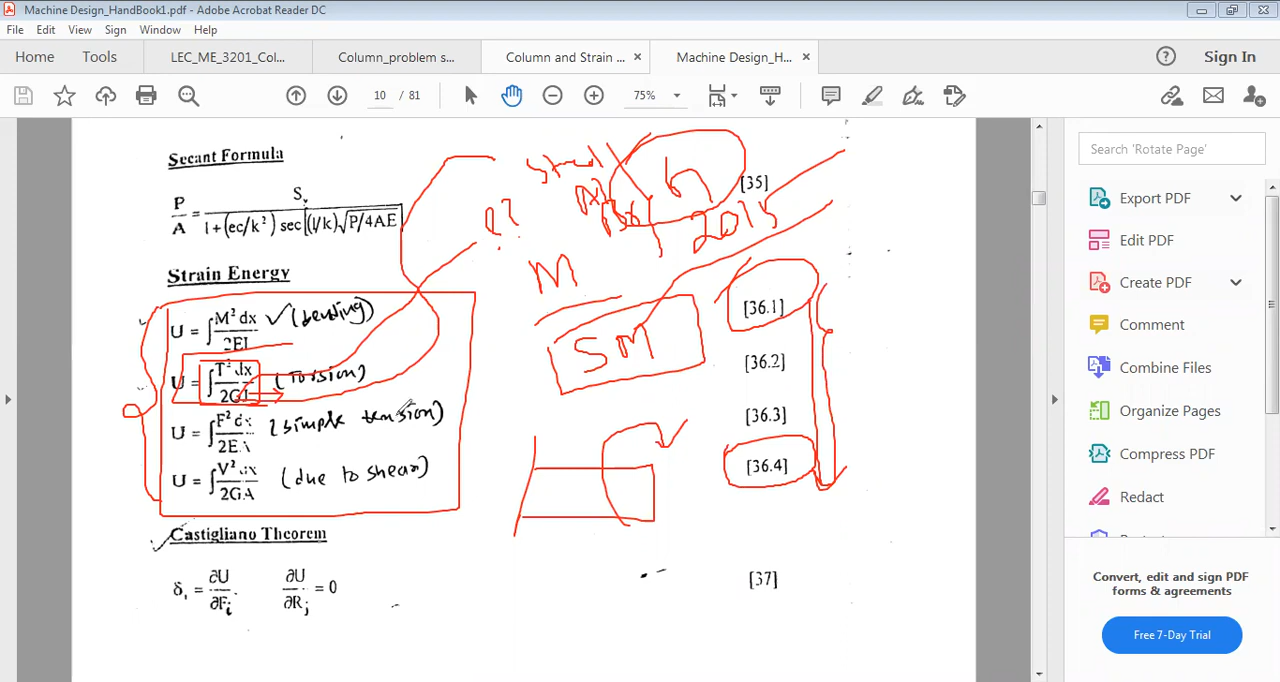 Machine Design_HandBook1.pdf - Adobe Acrobat Reader DC
File Edit View Sign Window Help
Home Tools LEC_ME_3201_Col... Column_problem s... Column and Strain ... × Machine Design_H... × Sign In
10 / 81 75%
Secant Formula
P/A = S / 1+(ec/k²) sec[(l/k)√P/4AE] [35]
6
2015
M
SM
Strain Energy
U = ∫M² dx/2EI (bending) [36.1]
U = ∫T² dx/2GJ (Torsion) [36.2]
U = ∫F² dx/2EA (simple tension) [36.3]
U = ∫V² dx/2GA (due to shear) [36.4]
Castigliano Theorem
δ = ∂U/∂Fi ∂U/∂Rj = 0 [37]
Search 'Rotate Page'
Export PDF
Edit PDF
Create PDF
Comment
Combine Files
Organize Pages
Compress PDF
Redact
Convert, edit and sign PDF
forms & agreements
Free 7-Day Trial